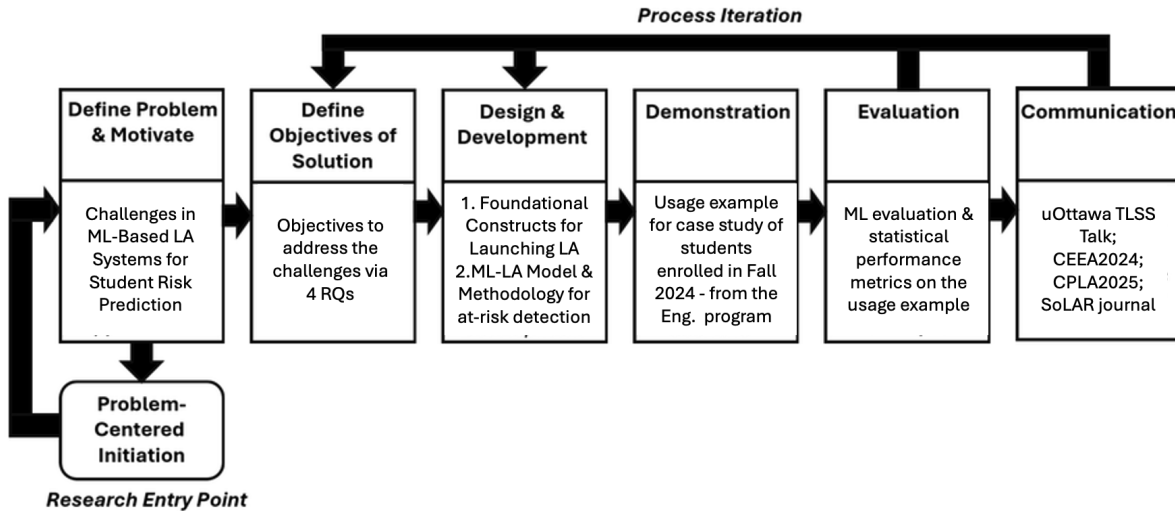 Process Iteration
Define Problem
& Motivate
Challenges in
ML-Based LA
Systems for
Student Risk
Prediction
Define
Objectives of
Solution
Objectives to
address the
challenges via
4 RQs
Design &
Development
1. Foundational
Constructs for
Launching LA
2.ML-LA Model &
Methodology for
at-risk detection
Demonstration
Usage example
for case study of
students
enrolled in Fall
2024 - from the
Eng. program
Evaluation
ML evaluation &
statistical
performance
metrics on the
usage example
Communication
uOttawa TLSS
Talk;
CEEA2024;
CPLA2025;
SoLAR journal
Problem-
Centered
Initiation
Research Entry Point